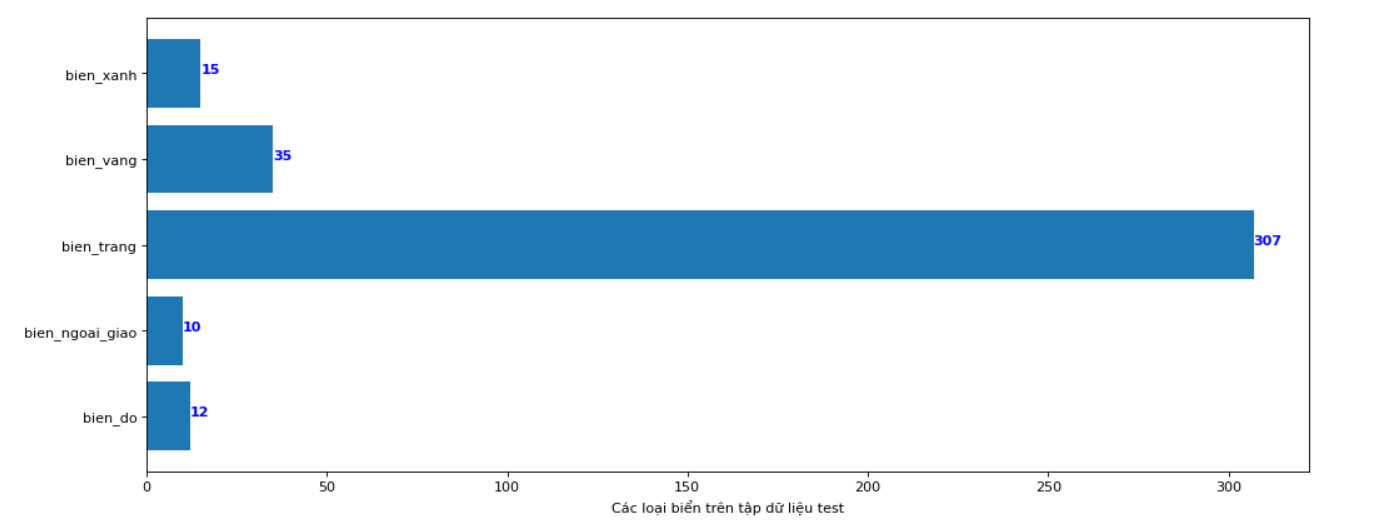 bien_xanh 15
bien_vang 35
bien_trang 307
bien_ngoai_giao 10
bien_do 12
0 50 100 150 200 250 300
Các loại biển trên tập dữ liệu test